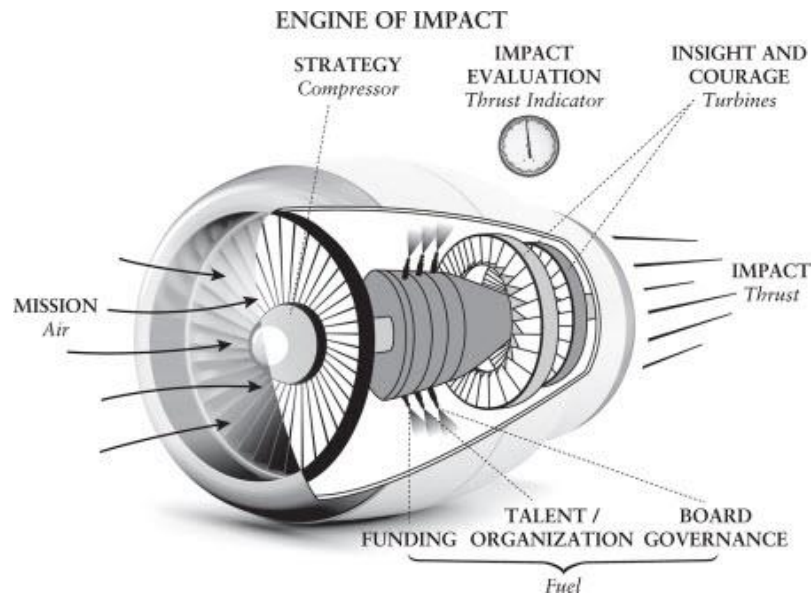 ENGINE OF IMPACT
STRATEGY
Compressor
IMPACT
EVALUATION
Thrust Indicator
INSIGHT AND
COURAGE
Turbines
MISSION
Air
IMPACT
Thrust
FUNDING
TALENT /
ORGANIZATION
BOARD
GOVERNANCE
Fuel